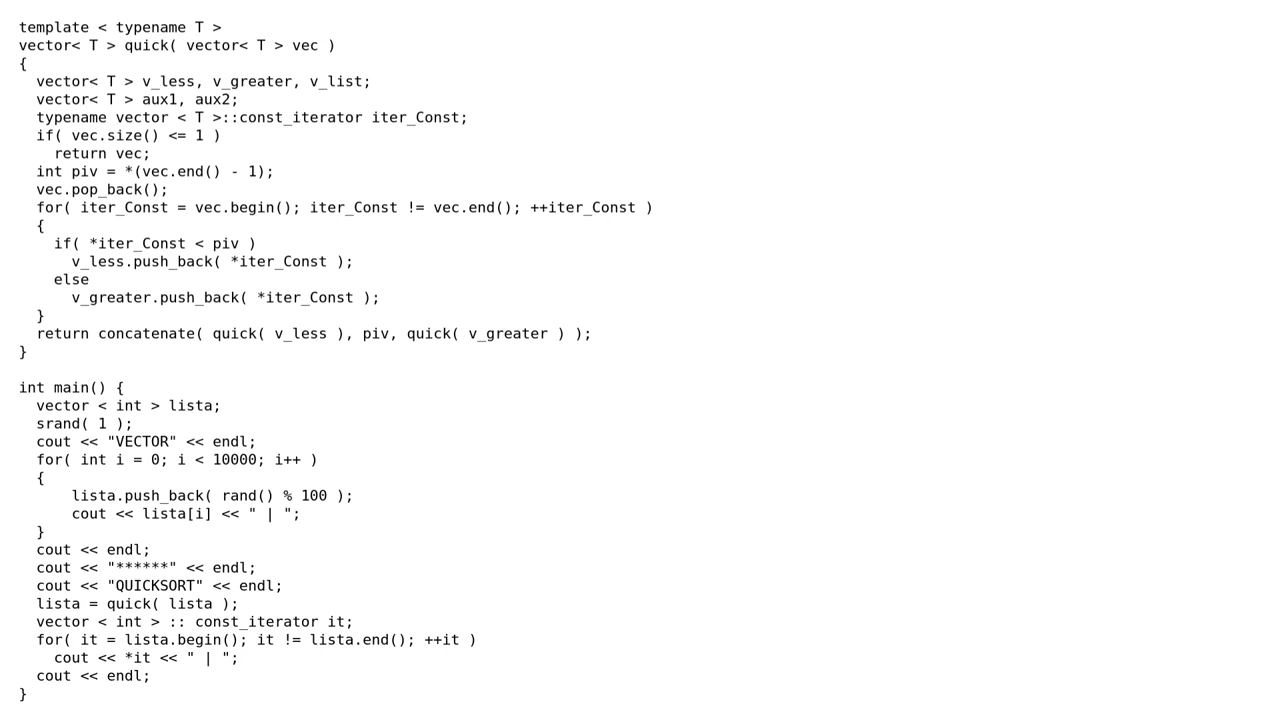 template < typename T >
vector< T > quick( vector< T > vec )
{
  vector< T > v_less, v_greater, v_list;
  vector< T > aux1, aux2;
  typename vector < T >::const_iterator iter_Const;
  if( vec.size() <= 1 )
    return vec;
  int piv = *(vec.end() - 1);
  vec.pop_back();
  for( iter_Const = vec.begin(); iter_Const != vec.end(); ++iter_Const )
  {
    if( *iter_Const < piv )
      v_less.push_back( *iter_Const );
    else
      v_greater.push_back( *iter_Const );
  }
  return concatenate( quick( v_less ), piv, quick( v_greater ) );
}

int main() {
  vector < int > lista;
  srand( 1 );
  cout << "VECTOR" << endl;
  for( int i = 0; i < 10000; i++ )
  {
      lista.push_back( rand() % 100 );
      cout << lista[i] << " | ";
  }
  cout << endl;
  cout << "******" << endl;
  cout << "QUICKSORT" << endl;
  lista = quick( lista );
  vector < int > :: const_iterator it;
  for( it = lista.begin(); it != lista.end(); ++it )
    cout << *it << " | ";
  cout << endl;
}